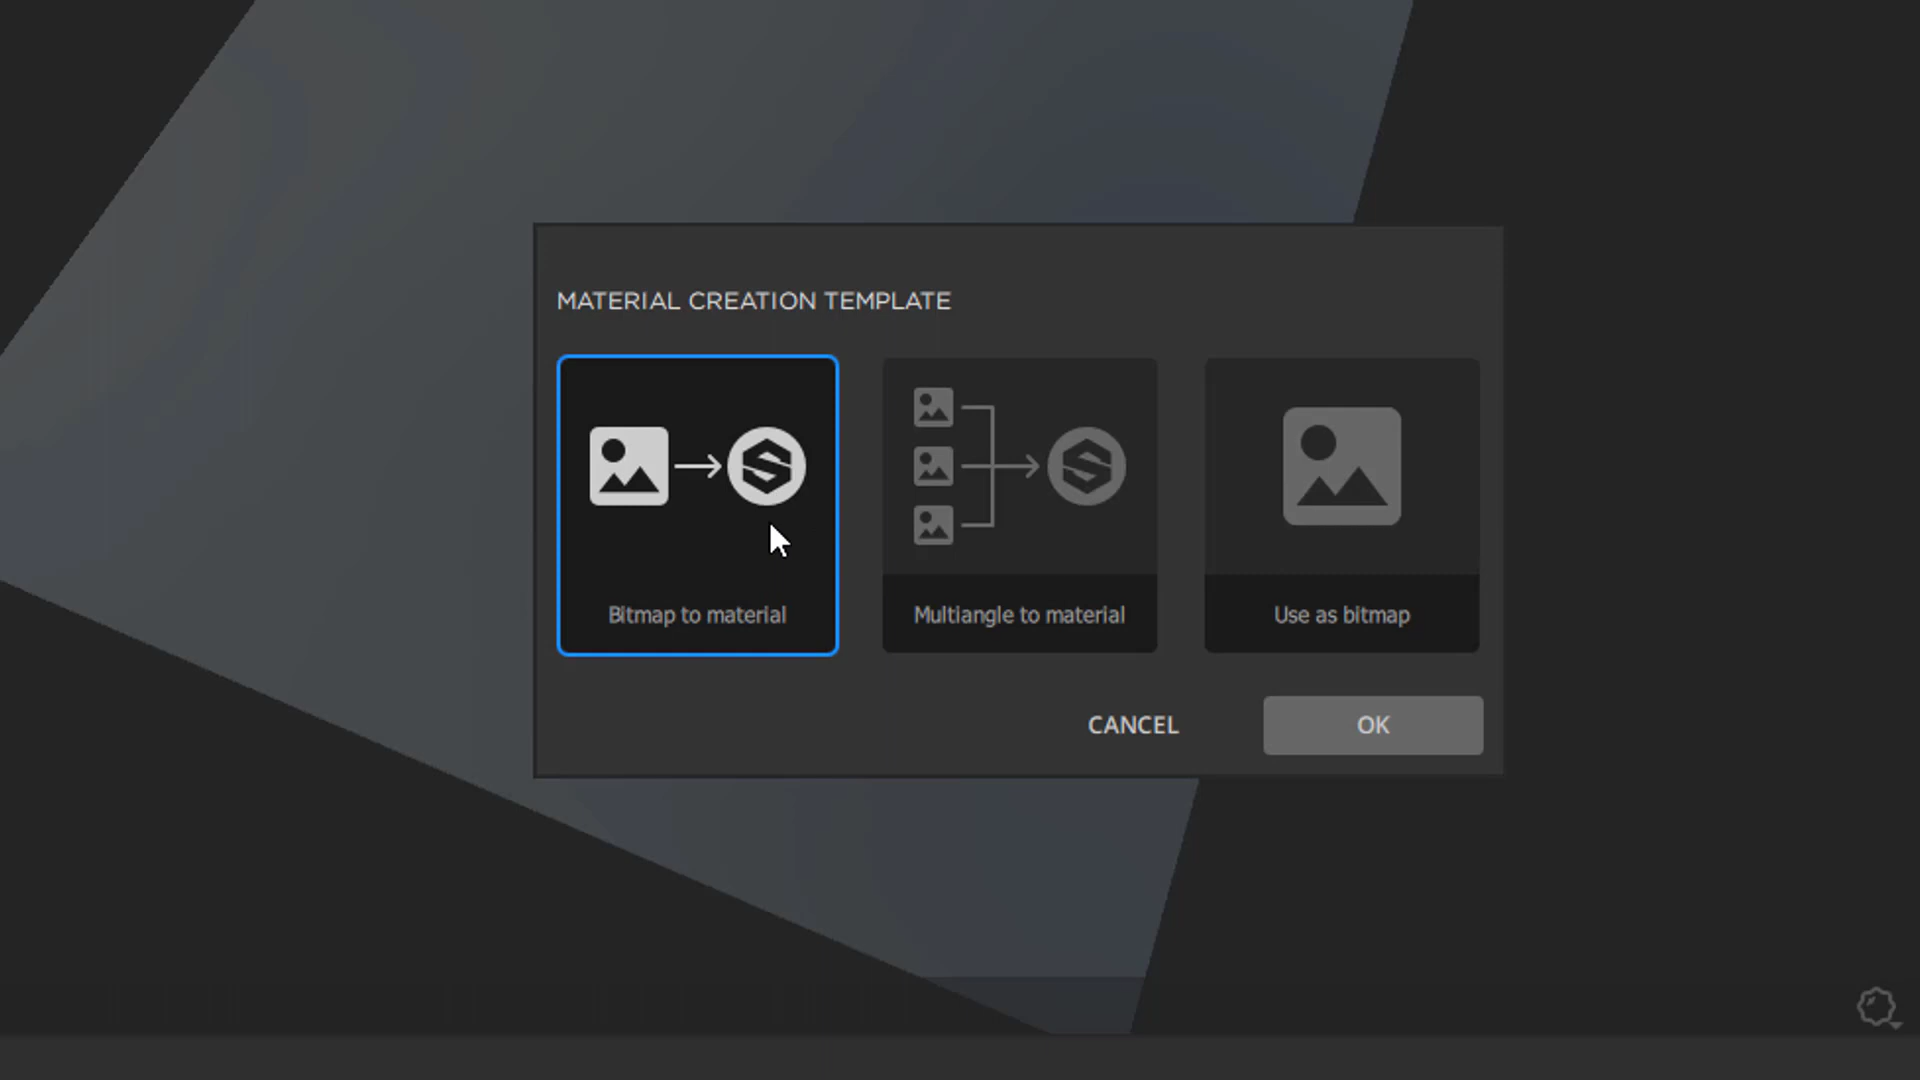 MATERIAL CREATION TEMPLATE
Bitmap to material
Multiangle to material
Use as bitmap
CANCEL
OK